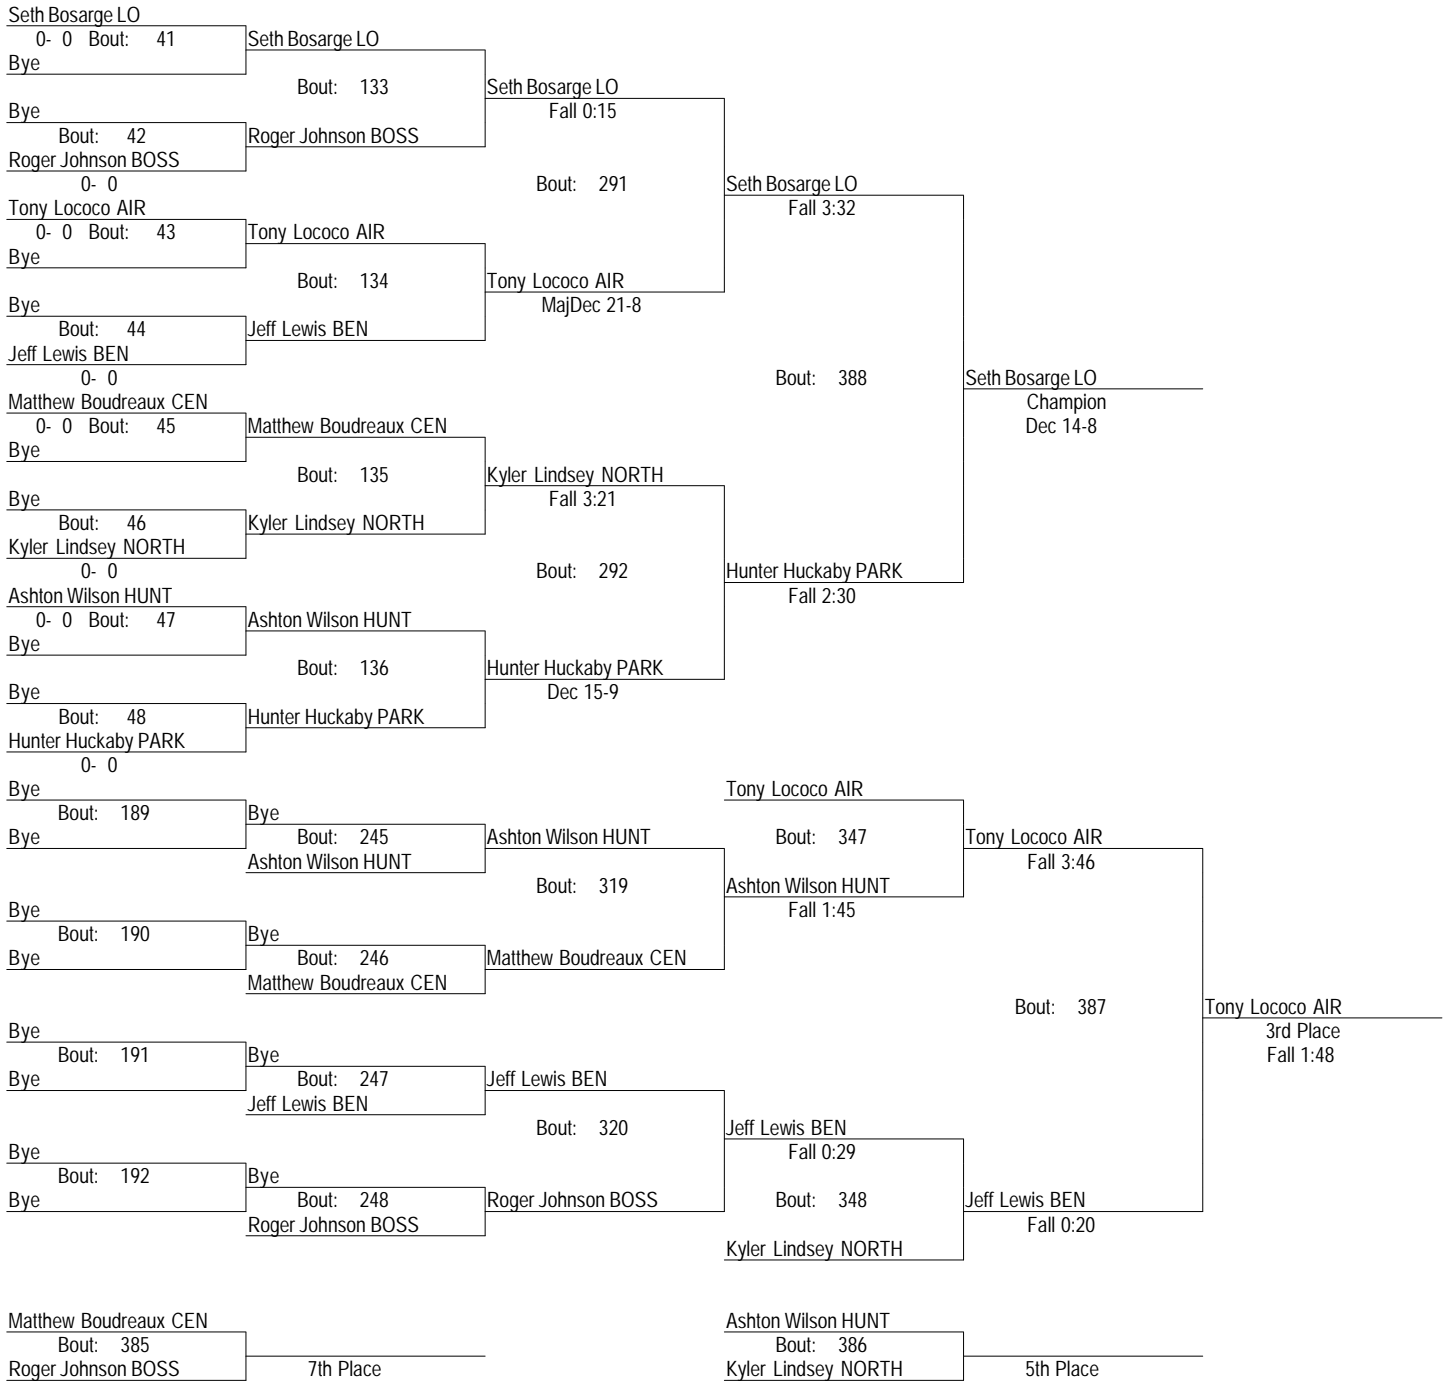 Seth Bosarge LO
0- 0 Bout: 41 Seth Bosarge LO
Bye
Bout: 133 Seth Bosarge LO
Bye Fall 0:15
Bout: 42 Roger Johnson BOSS
Roger Johnson BOSS
0- 0 Bout: 291 Seth Bosarge LO
Tony Lococo AIR Fall 3:32
0- 0 Bout: 43 Tony Lococo AIR
Bye
Bout: 134 Tony Lococo AIR
Bye MajDec 21-8
Bout: 44 Jeff Lewis BEN
Jeff Lewis BEN
0- 0 Bout: 388 Seth Bosarge LO
Matthew Boudreaux CEN Champion
0- 0 Bout: 45 Matthew Boudreaux CEN Dec 14-8
Bye
Bout: 135 Kyler Lindsey NORTH
Bye Fall 3:21
Bout: 46 Kyler Lindsey NORTH
Kyler Lindsey NORTH
0- 0 Bout: 292 Hunter Huckaby PARK
Ashton Wilson HUNT Fall 2:30
0- 0 Bout: 47 Ashton Wilson HUNT
Bye
Bout: 136 Hunter Huckaby PARK
Bye Dec 15-9
Bout: 48 Hunter Huckaby PARK
Hunter Huckaby PARK
0- 0
Bye Tony Lococo AIR
Bout: 189 Bye
Bye Bout: 245 Ashton Wilson HUNT Bout: 347 Tony Lococo AIR
Ashton Wilson HUNT Fall 3:46
Bout: 319 Ashton Wilson HUNT
Bye Fall 1:45
Bout: 190 Bye
Bye Bout: 246 Matthew Boudreaux CEN
Matthew Boudreaux CEN
Bout: 387 Tony Lococo AIR
Bye 3rd Place
Bout: 191 Bye Fall 1:48
Bye Bout: 247 Jeff Lewis BEN
Jeff Lewis BEN
Bout: 320 Jeff Lewis BEN
Bye Fall 0:29
Bout: 192 Bye
Bye Bout: 248 Roger Johnson BOSS Bout: 348 Jeff Lewis BEN
Roger Johnson BOSS Fall 0:20
Kyler Lindsey NORTH
Matthew Boudreaux CEN Ashton Wilson HUNT
Bout: 385 Bout: 386
Roger Johnson BOSS 7th Place Kyler Lindsey NORTH 5th Place